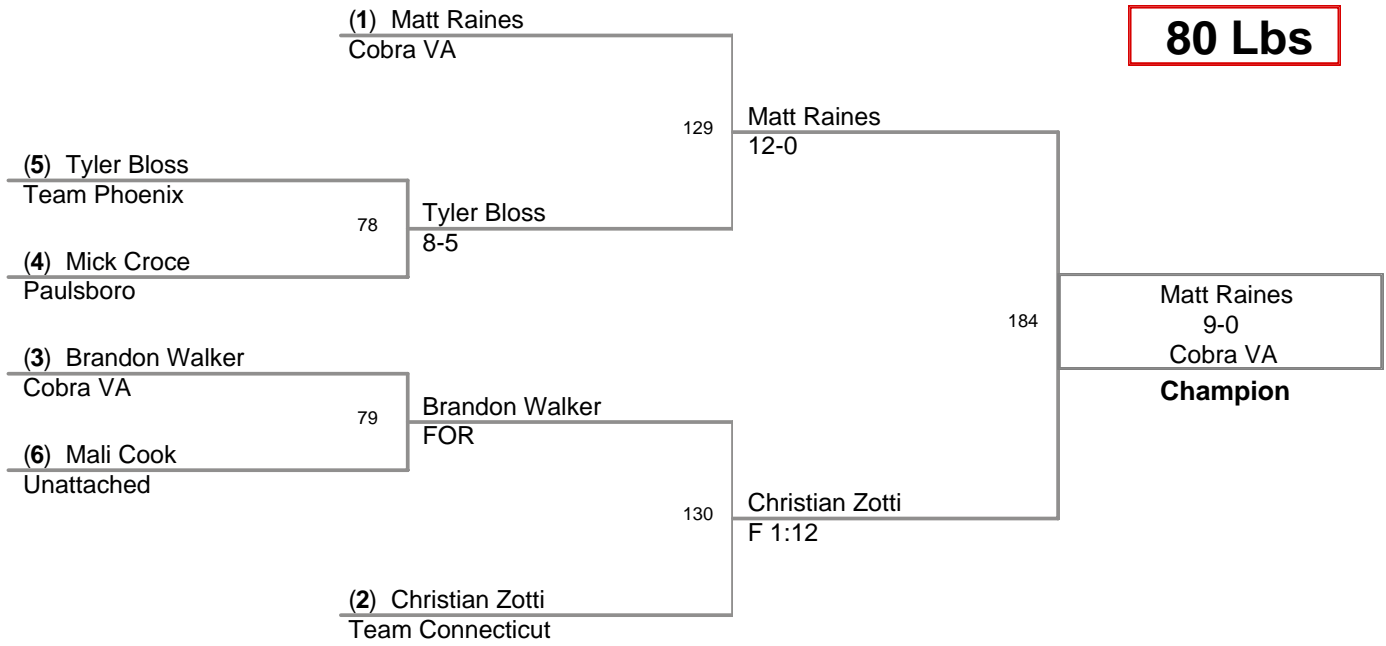 (1) Matt Raines
Cobra VA
80 Lbs
129
Matt Raines
12-0
(5) Tyler Bloss
Team Phoenix
78
Tyler Bloss
8-5
(4) Mick Croce
Paulsboro
184
Matt Raines
9-0
Cobra VA
Champion
(3) Brandon Walker
Cobra VA
79
Brandon Walker
FOR
(6) Mali Cook
Unattached
130
Christian Zotti
F 1:12
(2) Christian Zotti
Team Connecticut